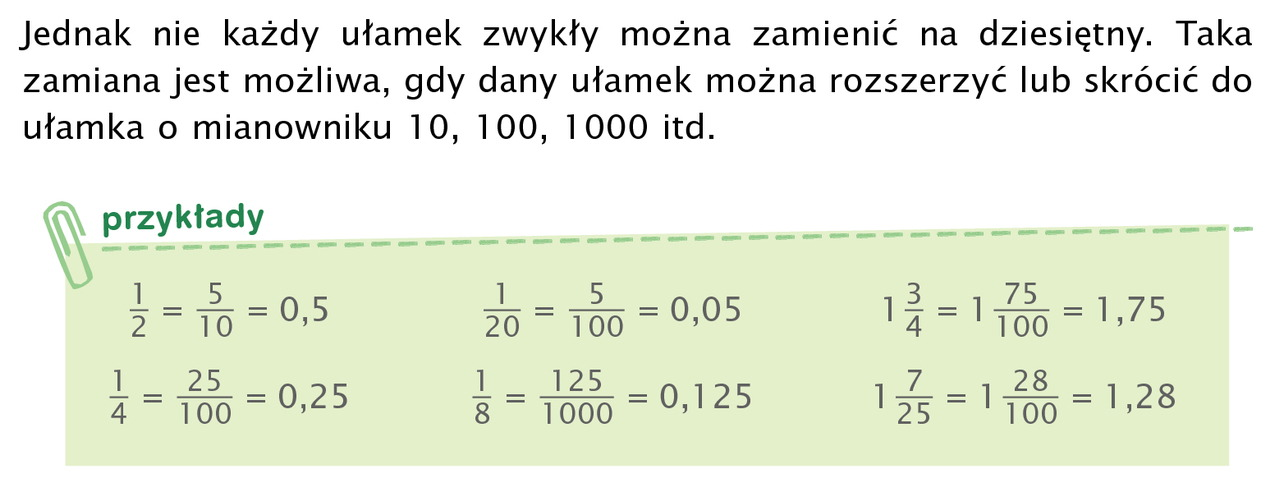 Jednak nie każdy ułamek zwykły można zamienić na dziesiętny. Taka
zamiana jest możliwa, gdy dany ułamek można rozszerzyć lub skrócić do
ułamka o mianowniku 10, 100, 1000 itd.
przykłady
1/2 = 5/10 = 0,5 1/20 = 5/100 = 0,05 1 3/4 = 1 75/100 = 1,75
1/4 = 25/100 = 0,25 1/8 = 125/1000 = 0,125 1 7/25 = 1 28/100 = 1,28